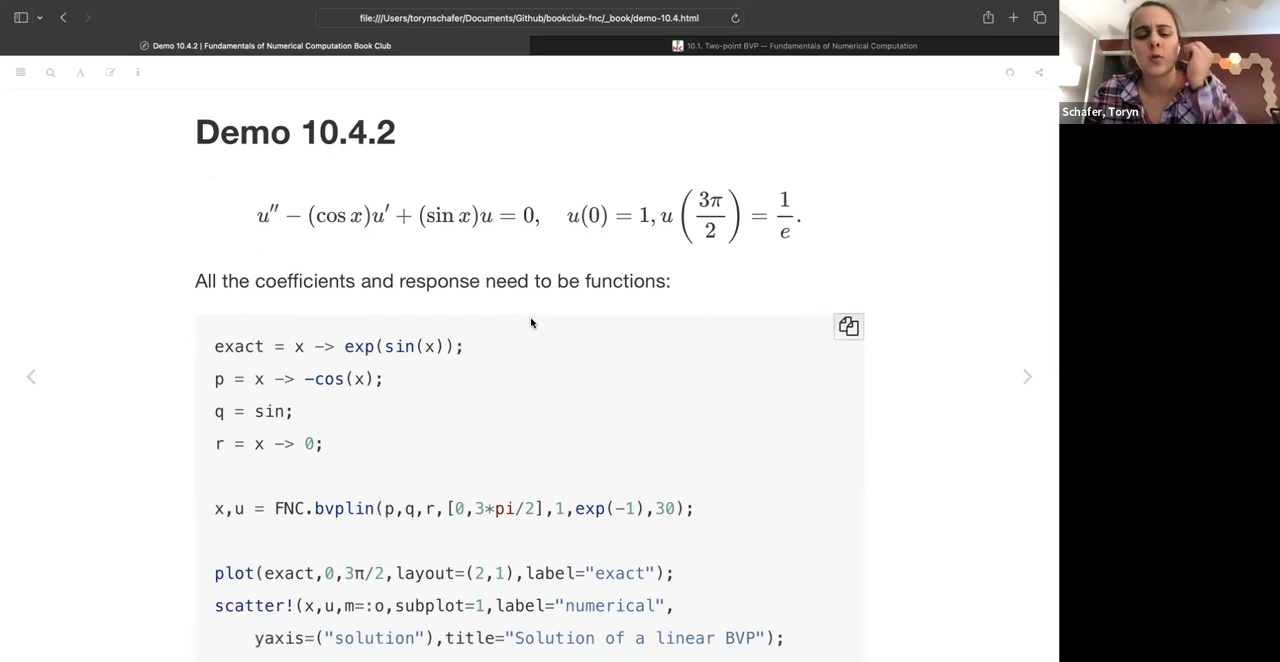 file:///Users/torynschafer/Documents/Github/bookclub-fnc/_book/demo-10.4.html
Demo 10.4.2 | Fundamentals of Numerical Computation Book Club
10.1. Two-point BVP — Fundamentals of Numerical Computation
Schafer, Toryn
Demo 10.4.2
u″ − (cos x)u′ + (sin x)u = 0, u(0) = 1, u(3π/2) = 1/e.
All the coefficients and response need to be functions:
exact = x -> exp(sin(x));
p = x -> -cos(x);
q = sin;
r = x -> 0;
x,u = FNC.bvplin(p,q,r,[0,3*pi/2],1,exp(-1),30);
plot(exact,0,3π/2,layout=(2,1),label="exact");
scatter!(x,u,m=:o,subplot=1,label="numerical",
yaxis=("solution"),title="Solution of a linear BVP");